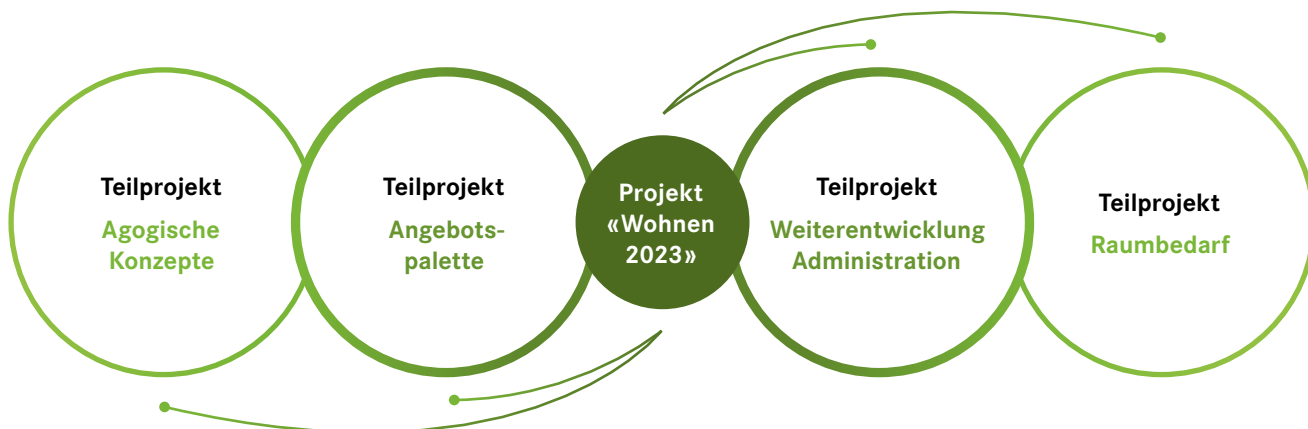 Teilprojekt
Agogische
Konzepte
Teilprojekt
Angebots-
palette
Projekt
«Wohnen
2023»
Teilprojekt
Weiterentwicklung
Administration
Teilprojekt
Raumbedarf